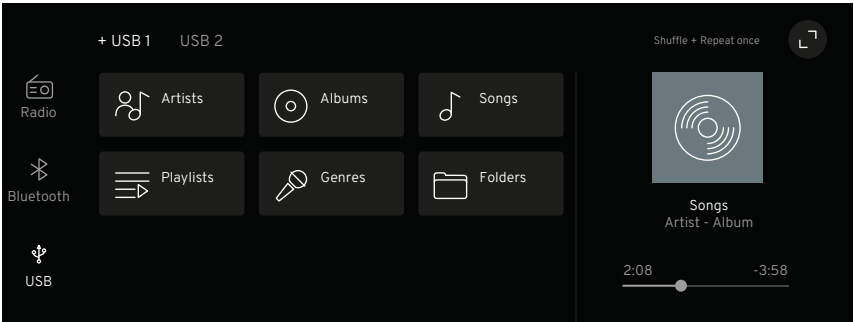 + USB 1
USB 2
Shuffle + Repeat once
Radio
Bluetooth
USB
Artists
Albums
Songs
Playlists
Genres
Folders
Songs
Artist - Album
2:08
-3:58